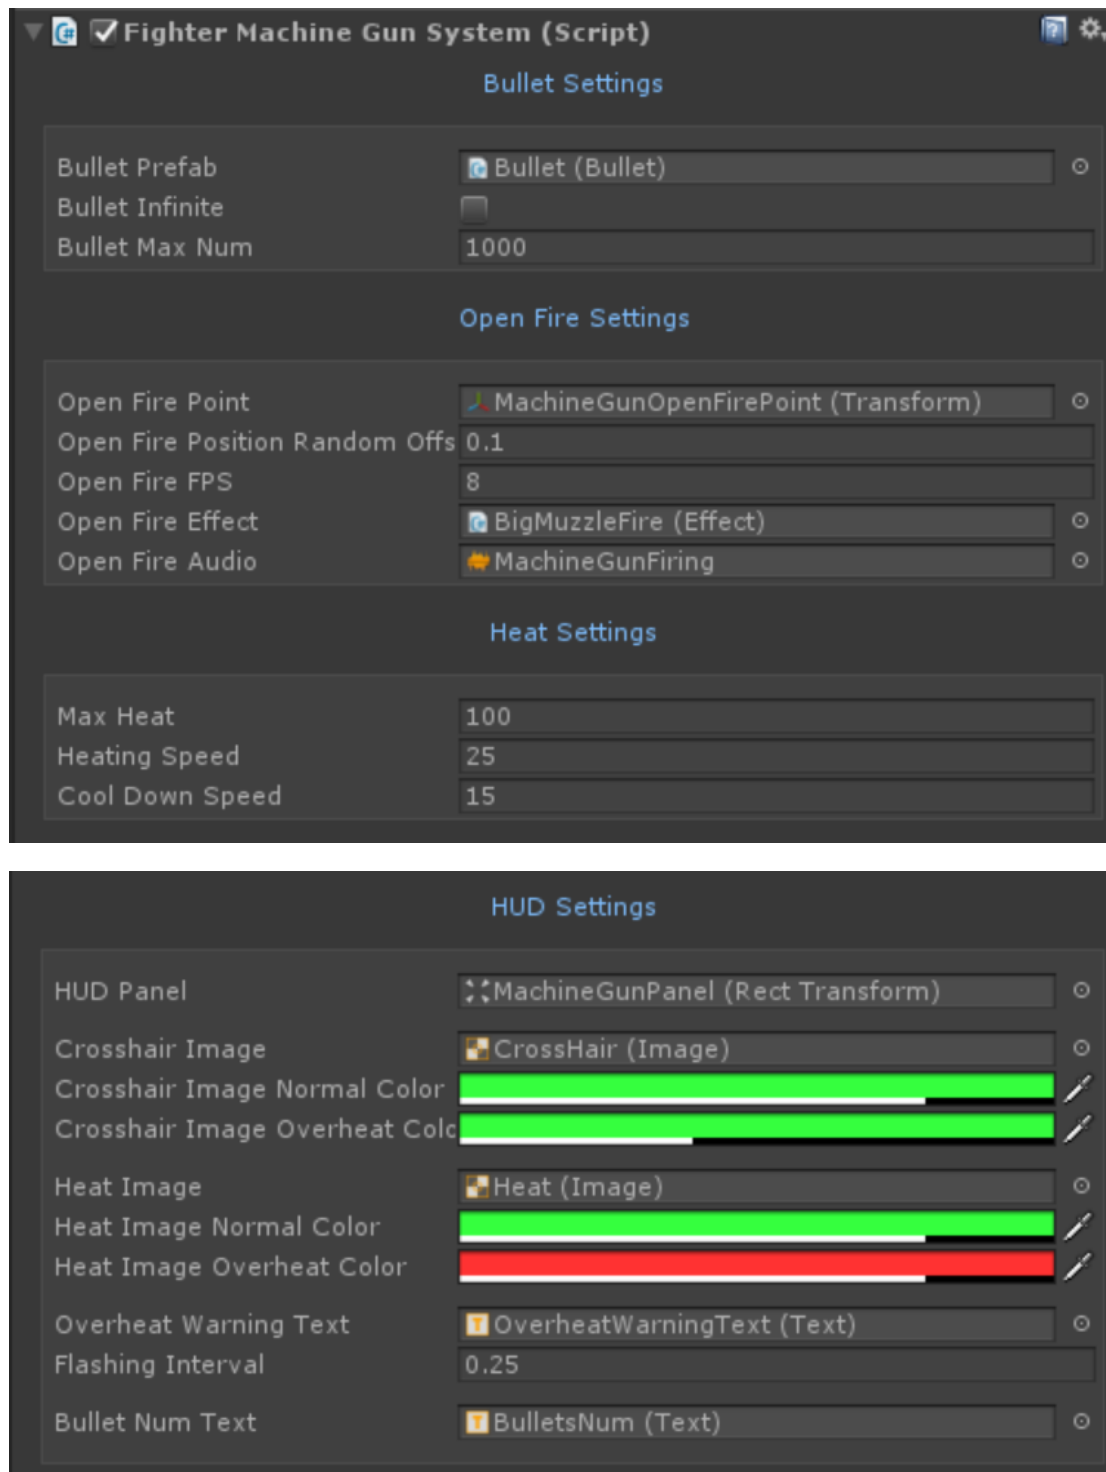 Fighter Machine Gun System (Script)
Bullet Settings
Bullet Prefab Bullet (Bullet)
Bullet Infinite
Bullet Max Num 1000
Open Fire Settings
Open Fire Point MachineGunOpenFirePoint (Transform)
Open Fire Position Random Offs 0.1
Open Fire FPS 8
Open Fire Effect BigMuzzleFire (Effect)
Open Fire Audio MachineGunFiring
Heat Settings
Max Heat 100
Heating Speed 25
Cool Down Speed 15
HUD Settings
HUD Panel MachineGunPanel (Rect Transform)
Crosshair Image CrossHair (Image)
Crosshair Image Normal Color
Crosshair Image Overheat Colo
Heat Image Heat (Image)
Heat Image Normal Color
Heat Image Overheat Color
Overheat Warning Text OverheatWarningText (Text)
Flashing Interval 0.25
Bullet Num Text BulletsNum (Text)